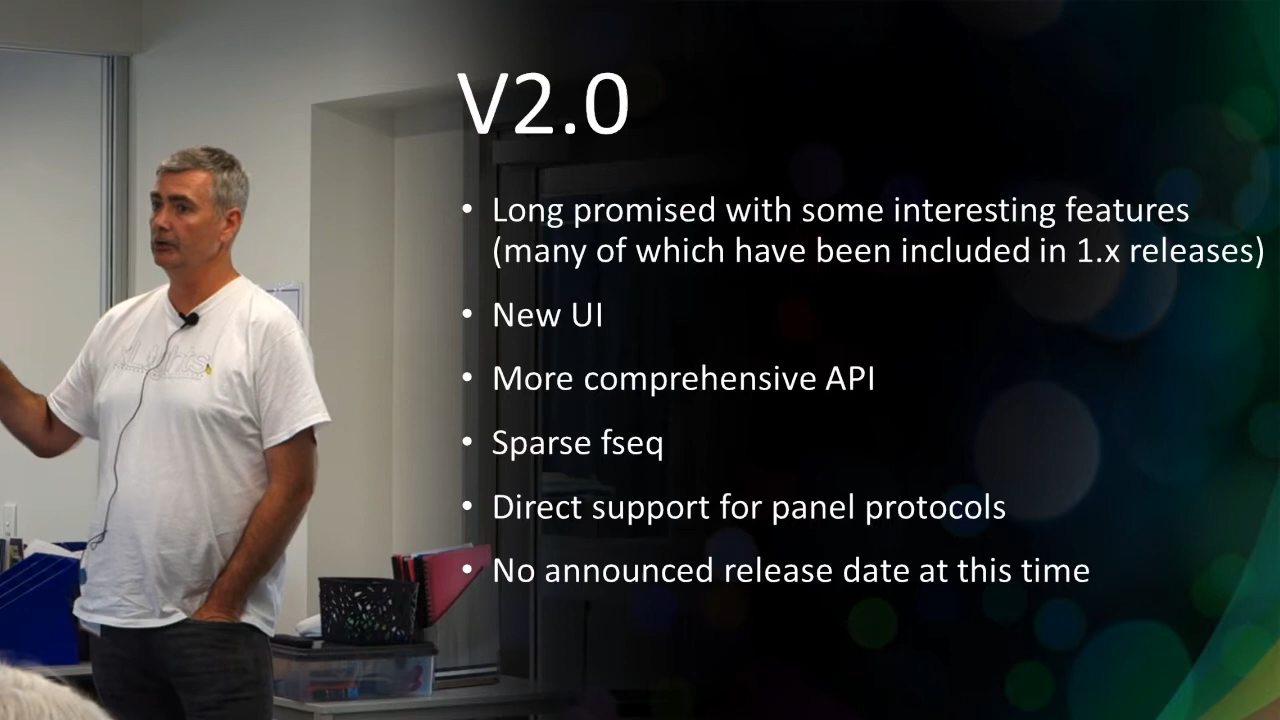 V2.0
• Long promised with some interesting features
(many of which have been included in 1.x releases)
• New UI
• More comprehensive API
• Sparse fseq
• Direct support for panel protocols
• No announced release date at this time
xLights